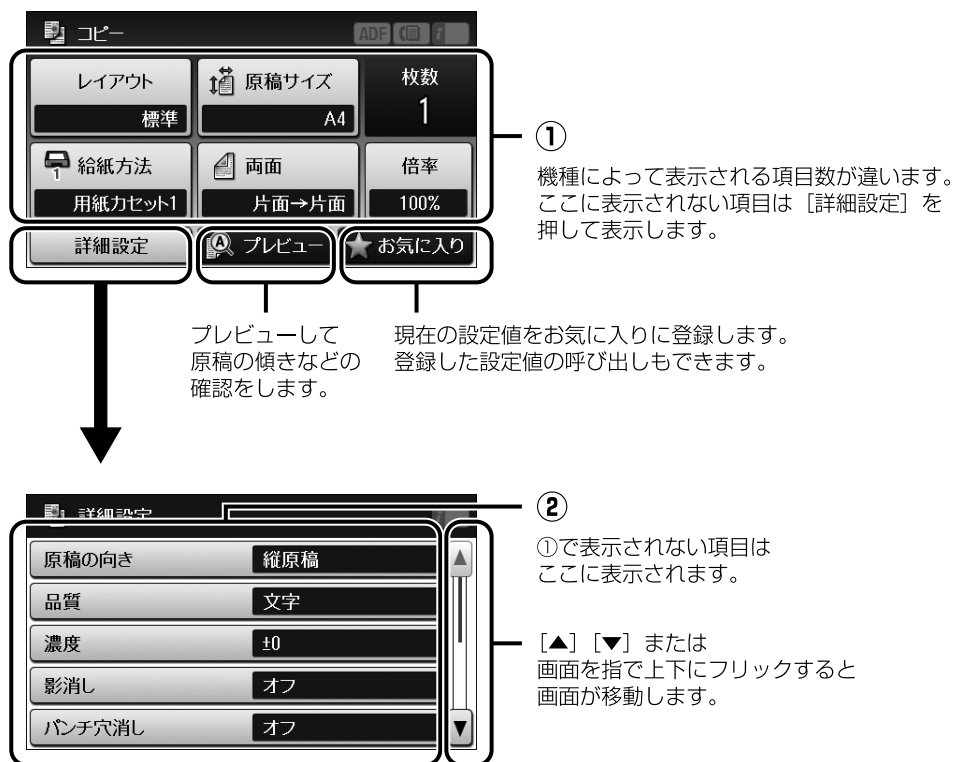 コピー
ADF
i
レイアウト
標準
原稿サイズ
A4
枚数
1
給紙方法
1
用紙カセット1
両面
片面→片面
倍率
100%
詳細設定
プレビュー
お気に入り
①
機種によって表示される項目数が違います。
ここに表示されない項目は［詳細設定］を
押して表示します。
プレビューして
原稿の傾きなどの
確認をします。
現在の設定値をお気に入りに登録します。
登録した設定値の呼び出しもできます。
詳細設定
原稿の向き
縦原稿
品質
文字
濃度
±0
影消し
オフ
パンチ穴消し
オフ
②
①で表示されない項目は
ここに表示されます。
［▲］［▼］または
画面を指で上下にフリックすると
画面が移動します。